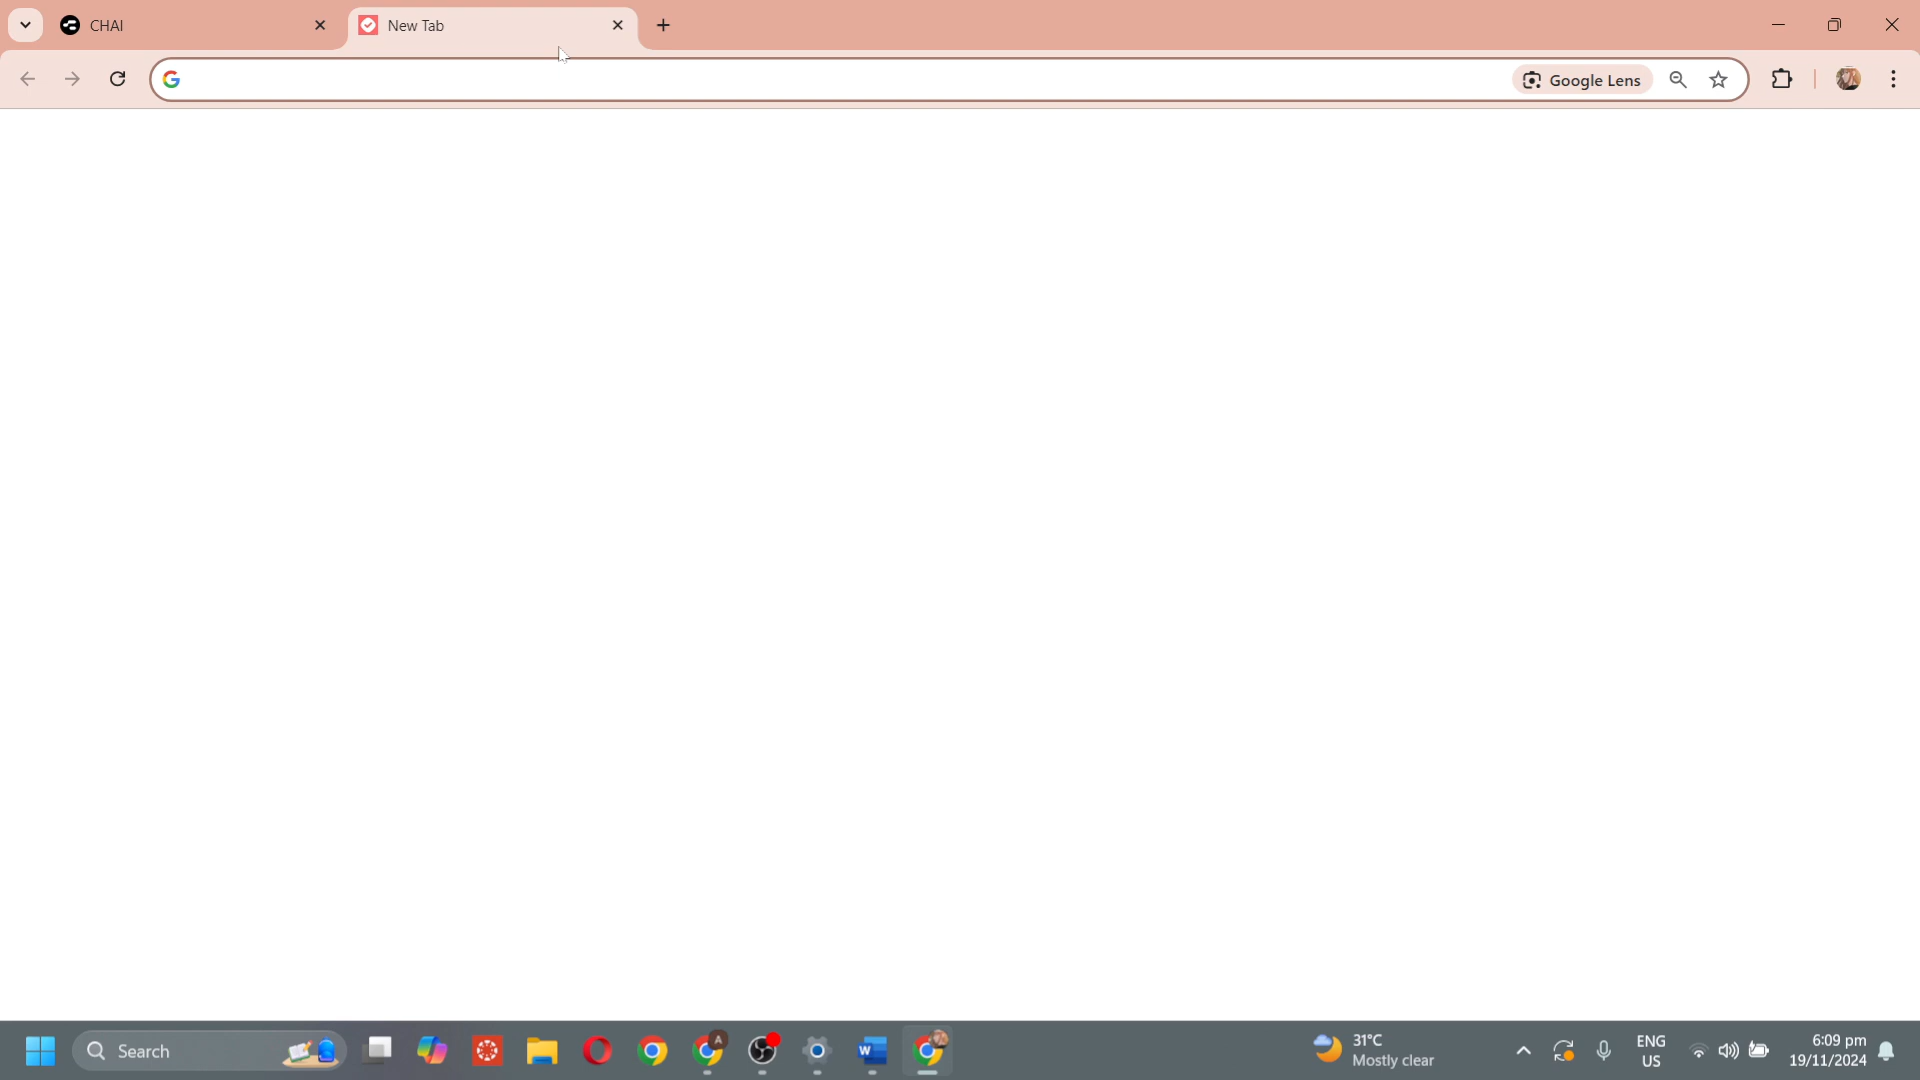 CHAI
New Tab
Google Lens
Search
31°C
Mostly clear
ENG
US
6:09 pm
19/11/2024